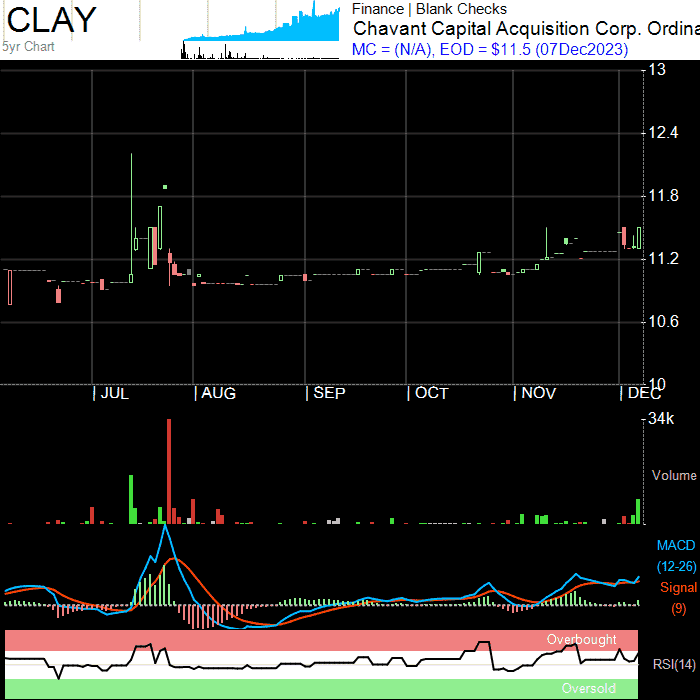 CLAY
5yr Chart
Finance | Blank Checks
Chavant Capital Acquisition Corp. Ordina
MC = (N/A), EOD = $11.5 (07Dec2023)
13
12.4
11.8
11.2
10.6
10
JUL
AUG
SEP
OCT
NOV
DEC
34k
Volume
MACD
(12-26)
Signal
(9)
Overbought
RSI(14)
Oversold